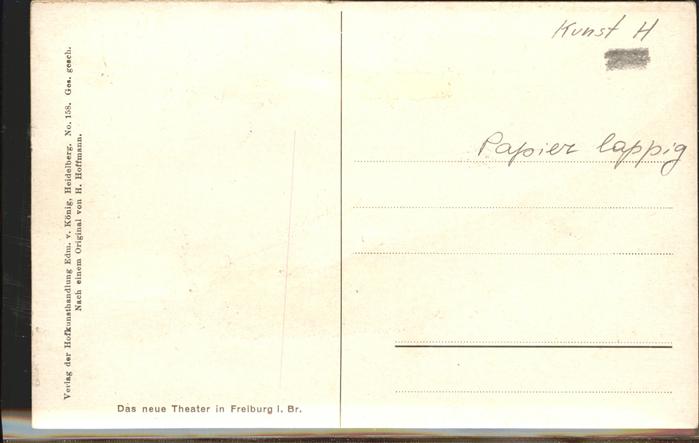 Kunst H
Papier lappig
Verlag der Hofkunsthandlung Edm. v. König, Heidelberg. No. 158. Ges. gesch.
Nach einem Original von H. Hoffmann.
Das neue Theater in Freiburg i. Br.